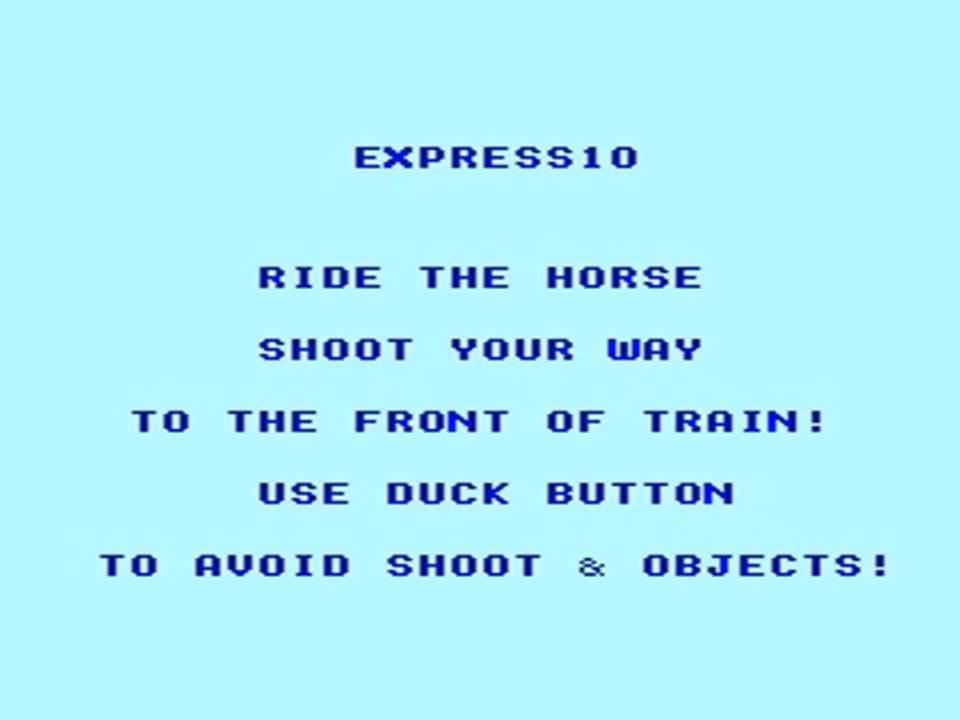 EXPRESS10
RIDE THE HORSE
SHOOT YOUR WAY
TO THE FRONT OF TRAIN!
USE DUCK BUTTON
TO AVOID SHOOT & OBJECTS!